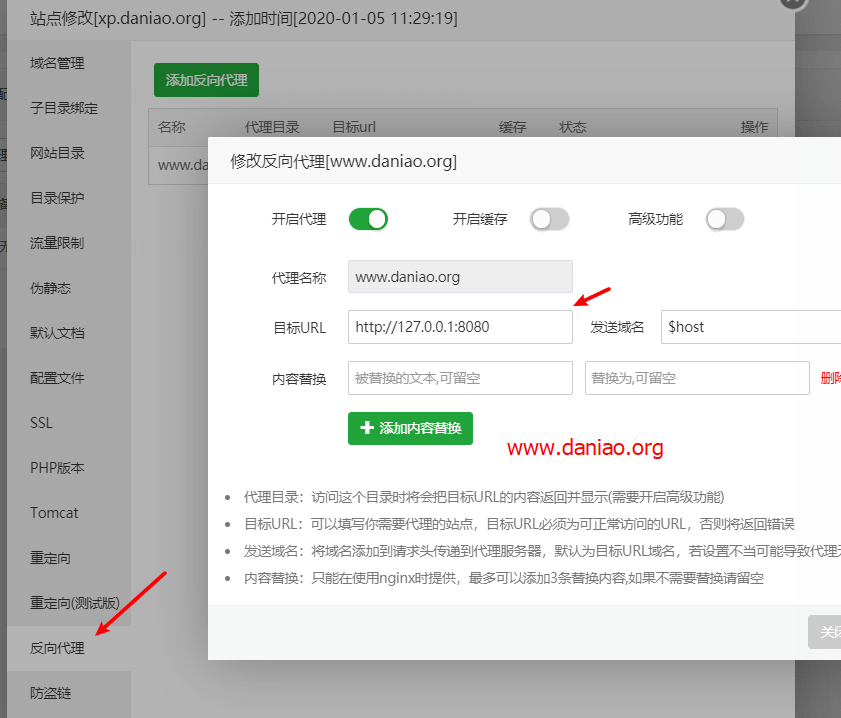 站点修改[xp.daniao.org] -- 添加时间[2020-01-05 11:29:19]
域名管理
子目录绑定
网站目录
目录保护
流量限制
伪静态
默认文档
配置文件
SSL
PHP版本
Tomcat
重定向
重定向(测试版)
反向代理
防盗链
添加反向代理
名称 代理目录 目标url 缓存 状态 操作
www.da
修改反向代理[www.daniao.org]
开启代理 开启缓存 高级功能
代理名称 www.daniao.org
目标URL http://127.0.0.1:8080 发送域名 $host
内容替换 被替换的文本,可留空 替换为,可留空 删除
添加内容替换
www.daniao.org
代理目录：访问这个目录时将会把目标URL的内容返回并显示(需要开启高级功能)
目标URL：可以填写你需要代理的站点，目标URL必须为可正常访问的URL，否则将返回错误
发送域名：将域名添加到请求头传递到代理服务器，默认为目标URL域名，若设置不当可能导致代理无
内容替换：只能在使用nginx时提供，最多可以添加3条替换内容,如果不需要替换请留空
关闭